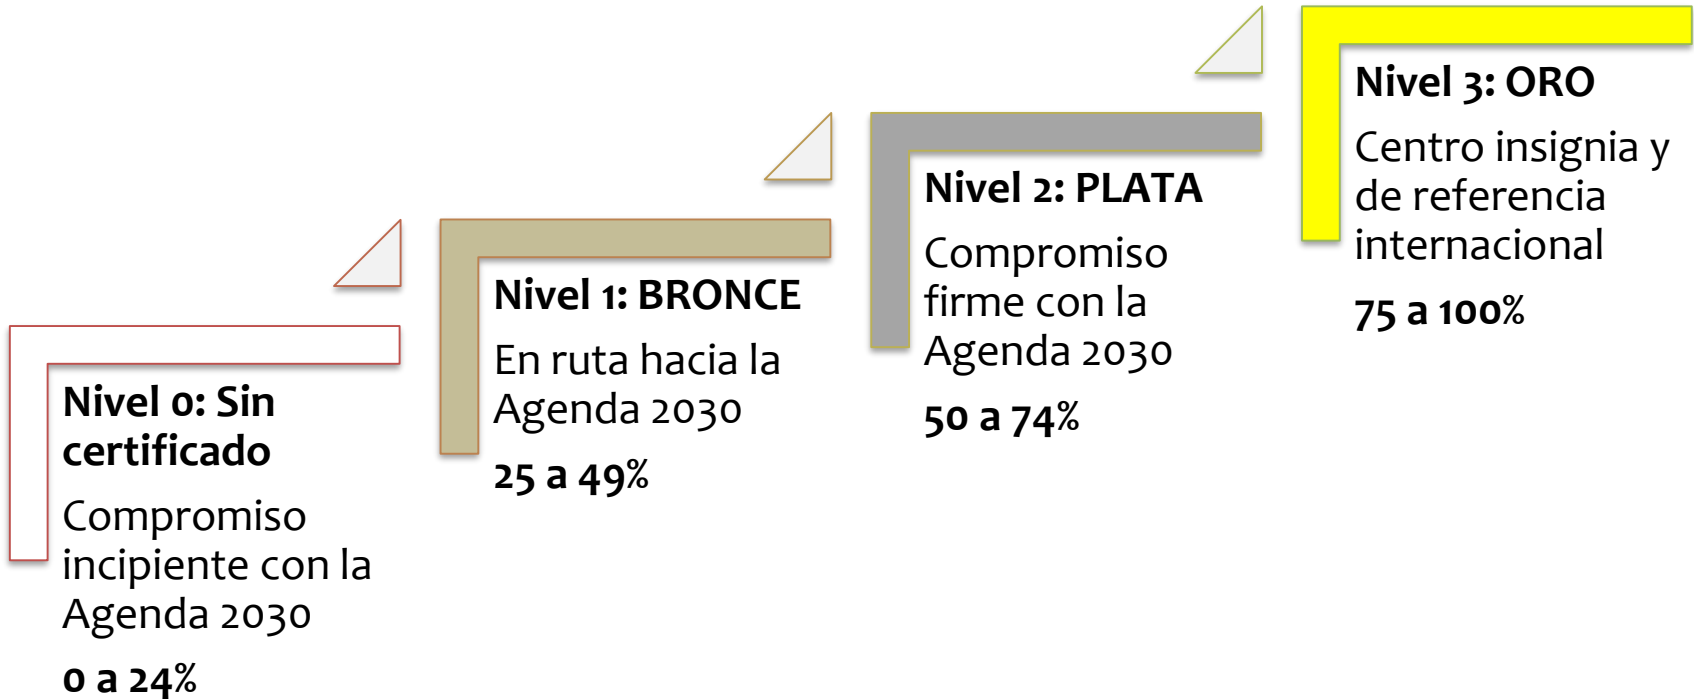 Nivel 0: Sin
certificado
Compromiso
incipiente con la
Agenda 2030
0 a 24%
Nivel 1: BRONCE
En ruta hacia la
Agenda 2030
25 a 49%
Nivel 2: PLATA
Compromiso
firme con la
Agenda 2030
50 a 74%
Nivel 3: ORO
Centro insignia y
de referencia
internacional
75 a 100%